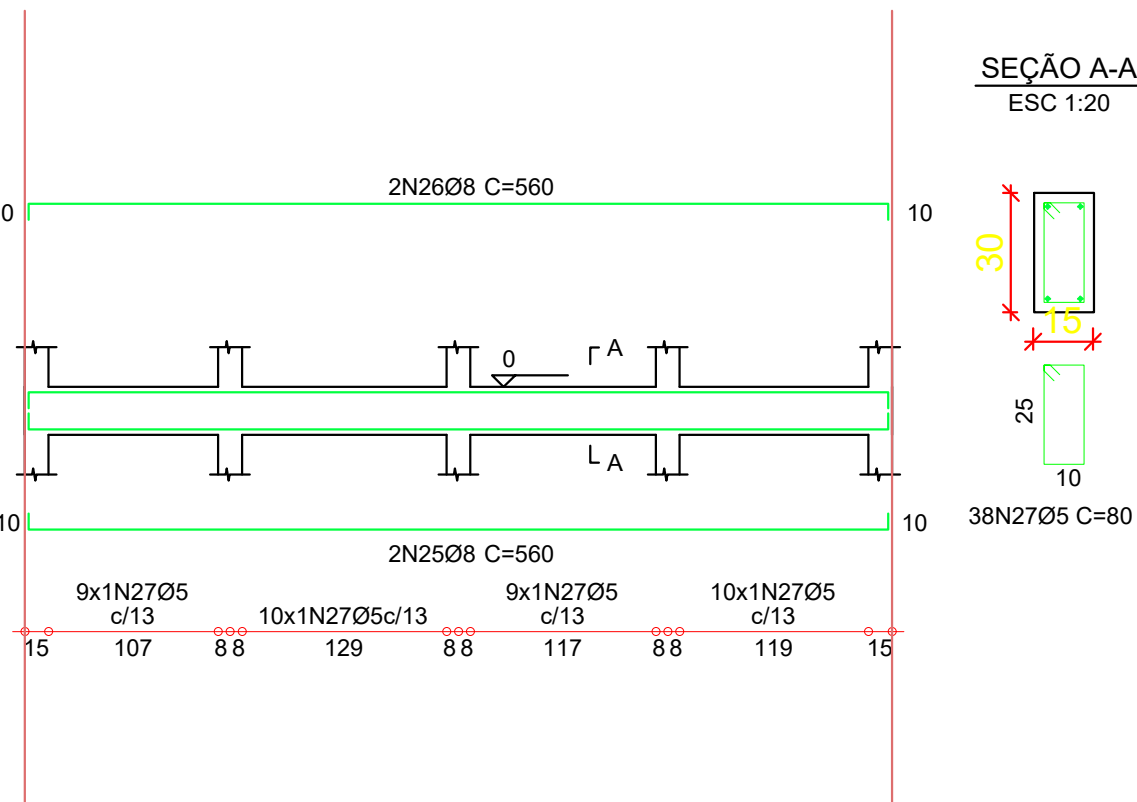 SEÇÃO A-A
ESC 1:20
2N26Ø8 C=560
0
10
30
15
0
A
A
25
10
38N27Ø5 C=80
10
10
2N25Ø8 C=560
9x1N27Ø5
c/13
10x1N27Ø5c/13
9x1N27Ø5
c/13
10x1N27Ø5
c/13
15 107 8 8 129 8 8 117 8 8 119 15